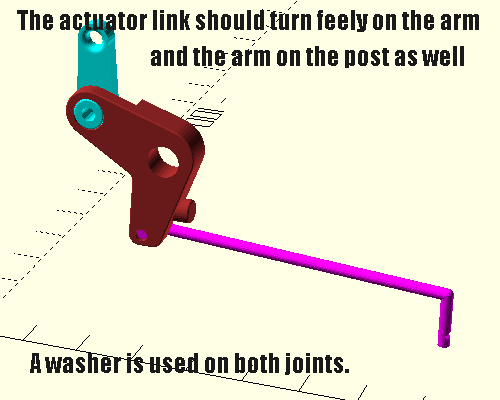 The actuator link should turn feely on the arm
and the arm on the post as well
A washer is used on both joints.